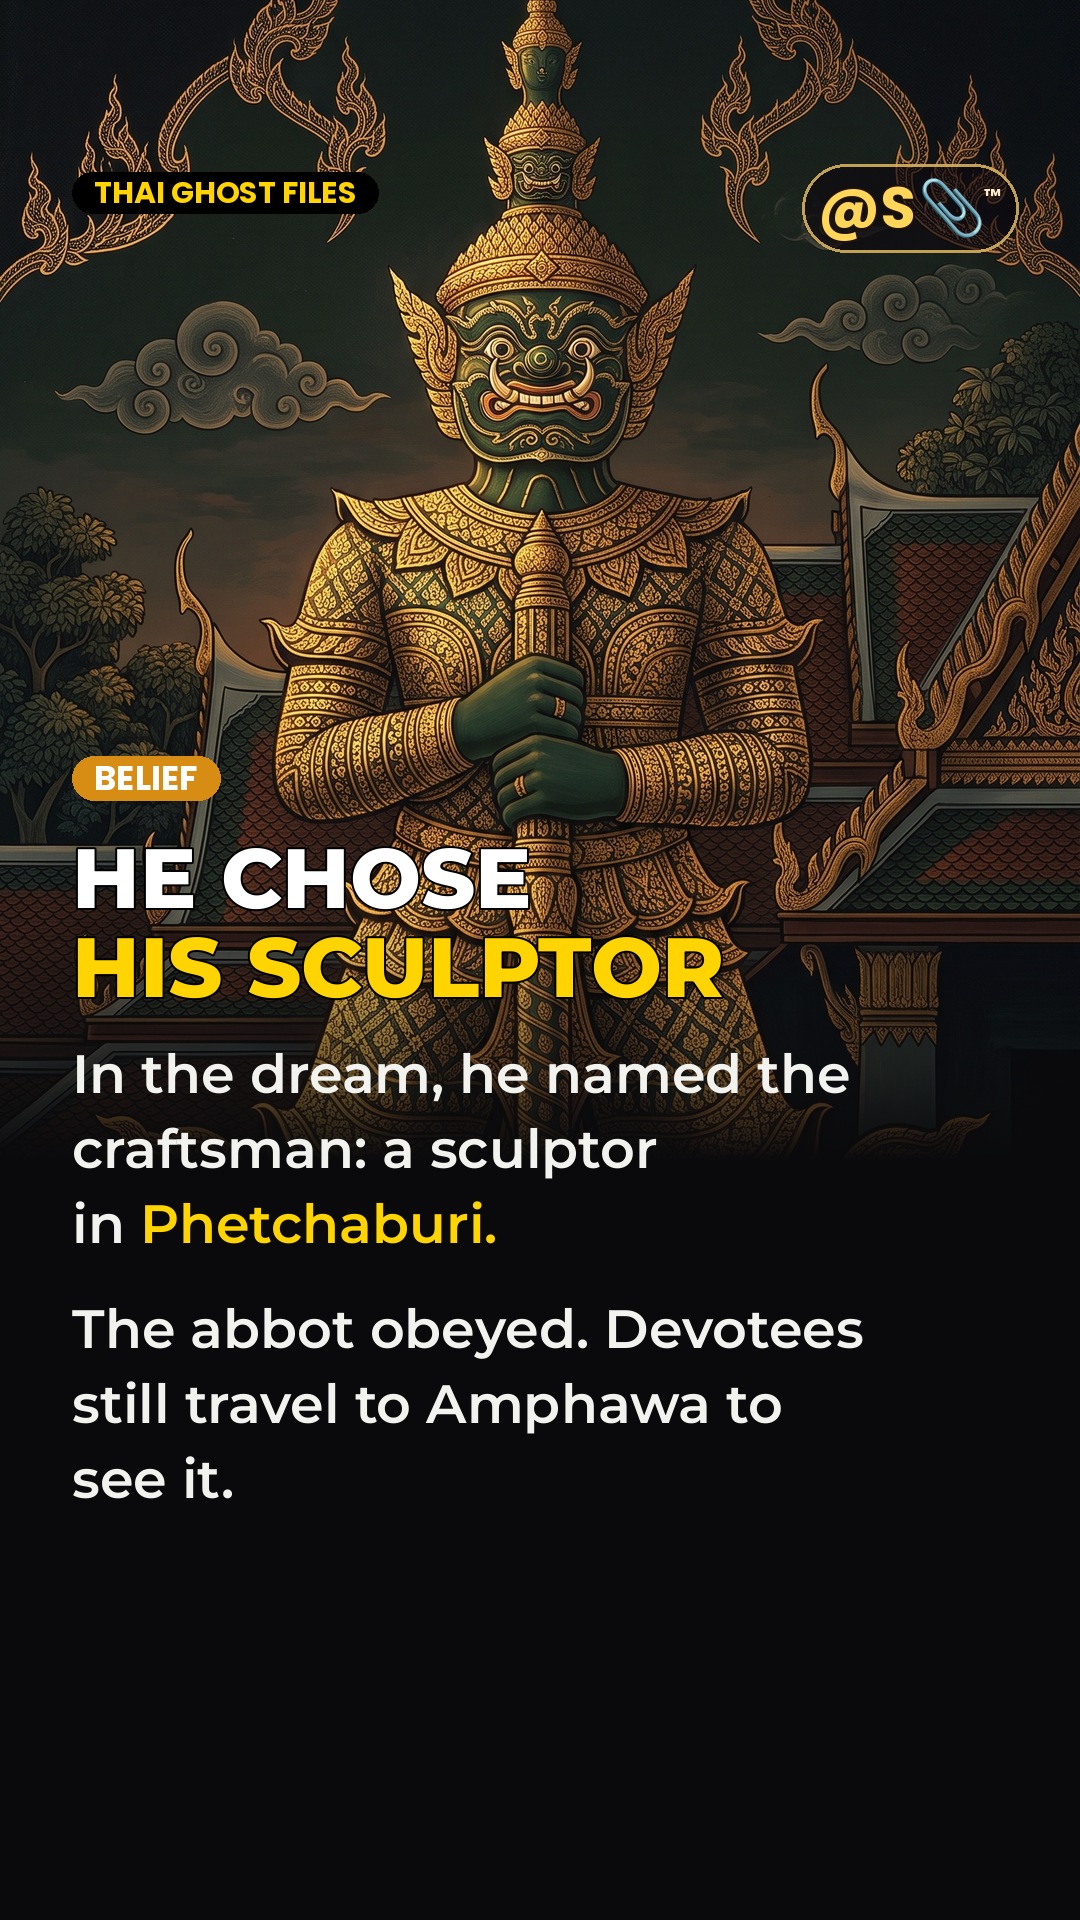 THAI GHOST FILES
@S📎™
BELIEF
HE CHOSE
HIS SCULPTOR
In the dream, he named the
craftsman: a sculptor
in Phetchaburi.
The abbot obeyed. Devotees
still travel to Amphawa to
see it.